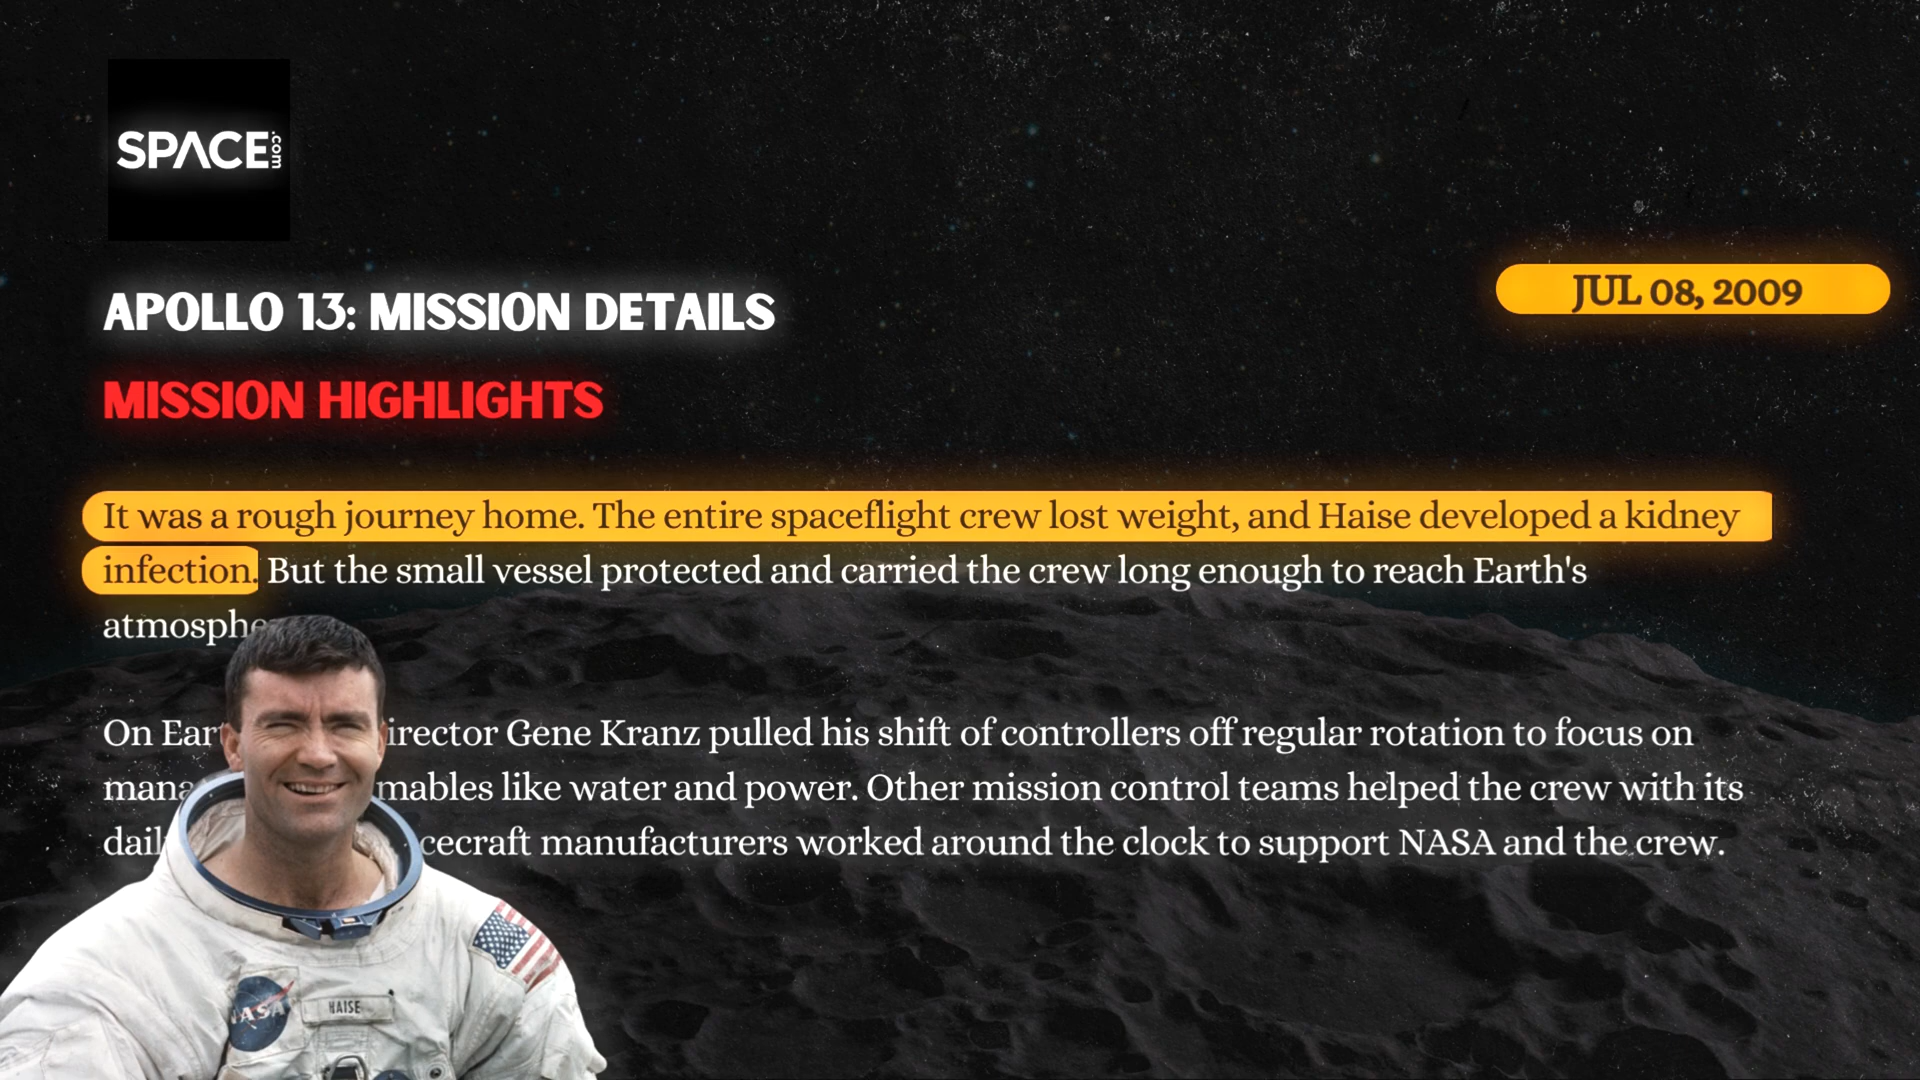 SPACE.com
JUL 08, 2009
APOLLO 13: MISSION DETAILS
MISSION HIGHLIGHTS
It was a rough journey home. The entire spaceflight crew lost weight, and Haise developed a kidney
infection. But the small vessel protected and carried the crew long enough to reach Earth's
On irector Gene Kranz pulled his shift of controllers off regular rotation to focus on
mables like water and power. Other mission control teams helped the crew with its
cecraft manufacturers worked around the clock to support NASA and the crew.
NASA
HAISE